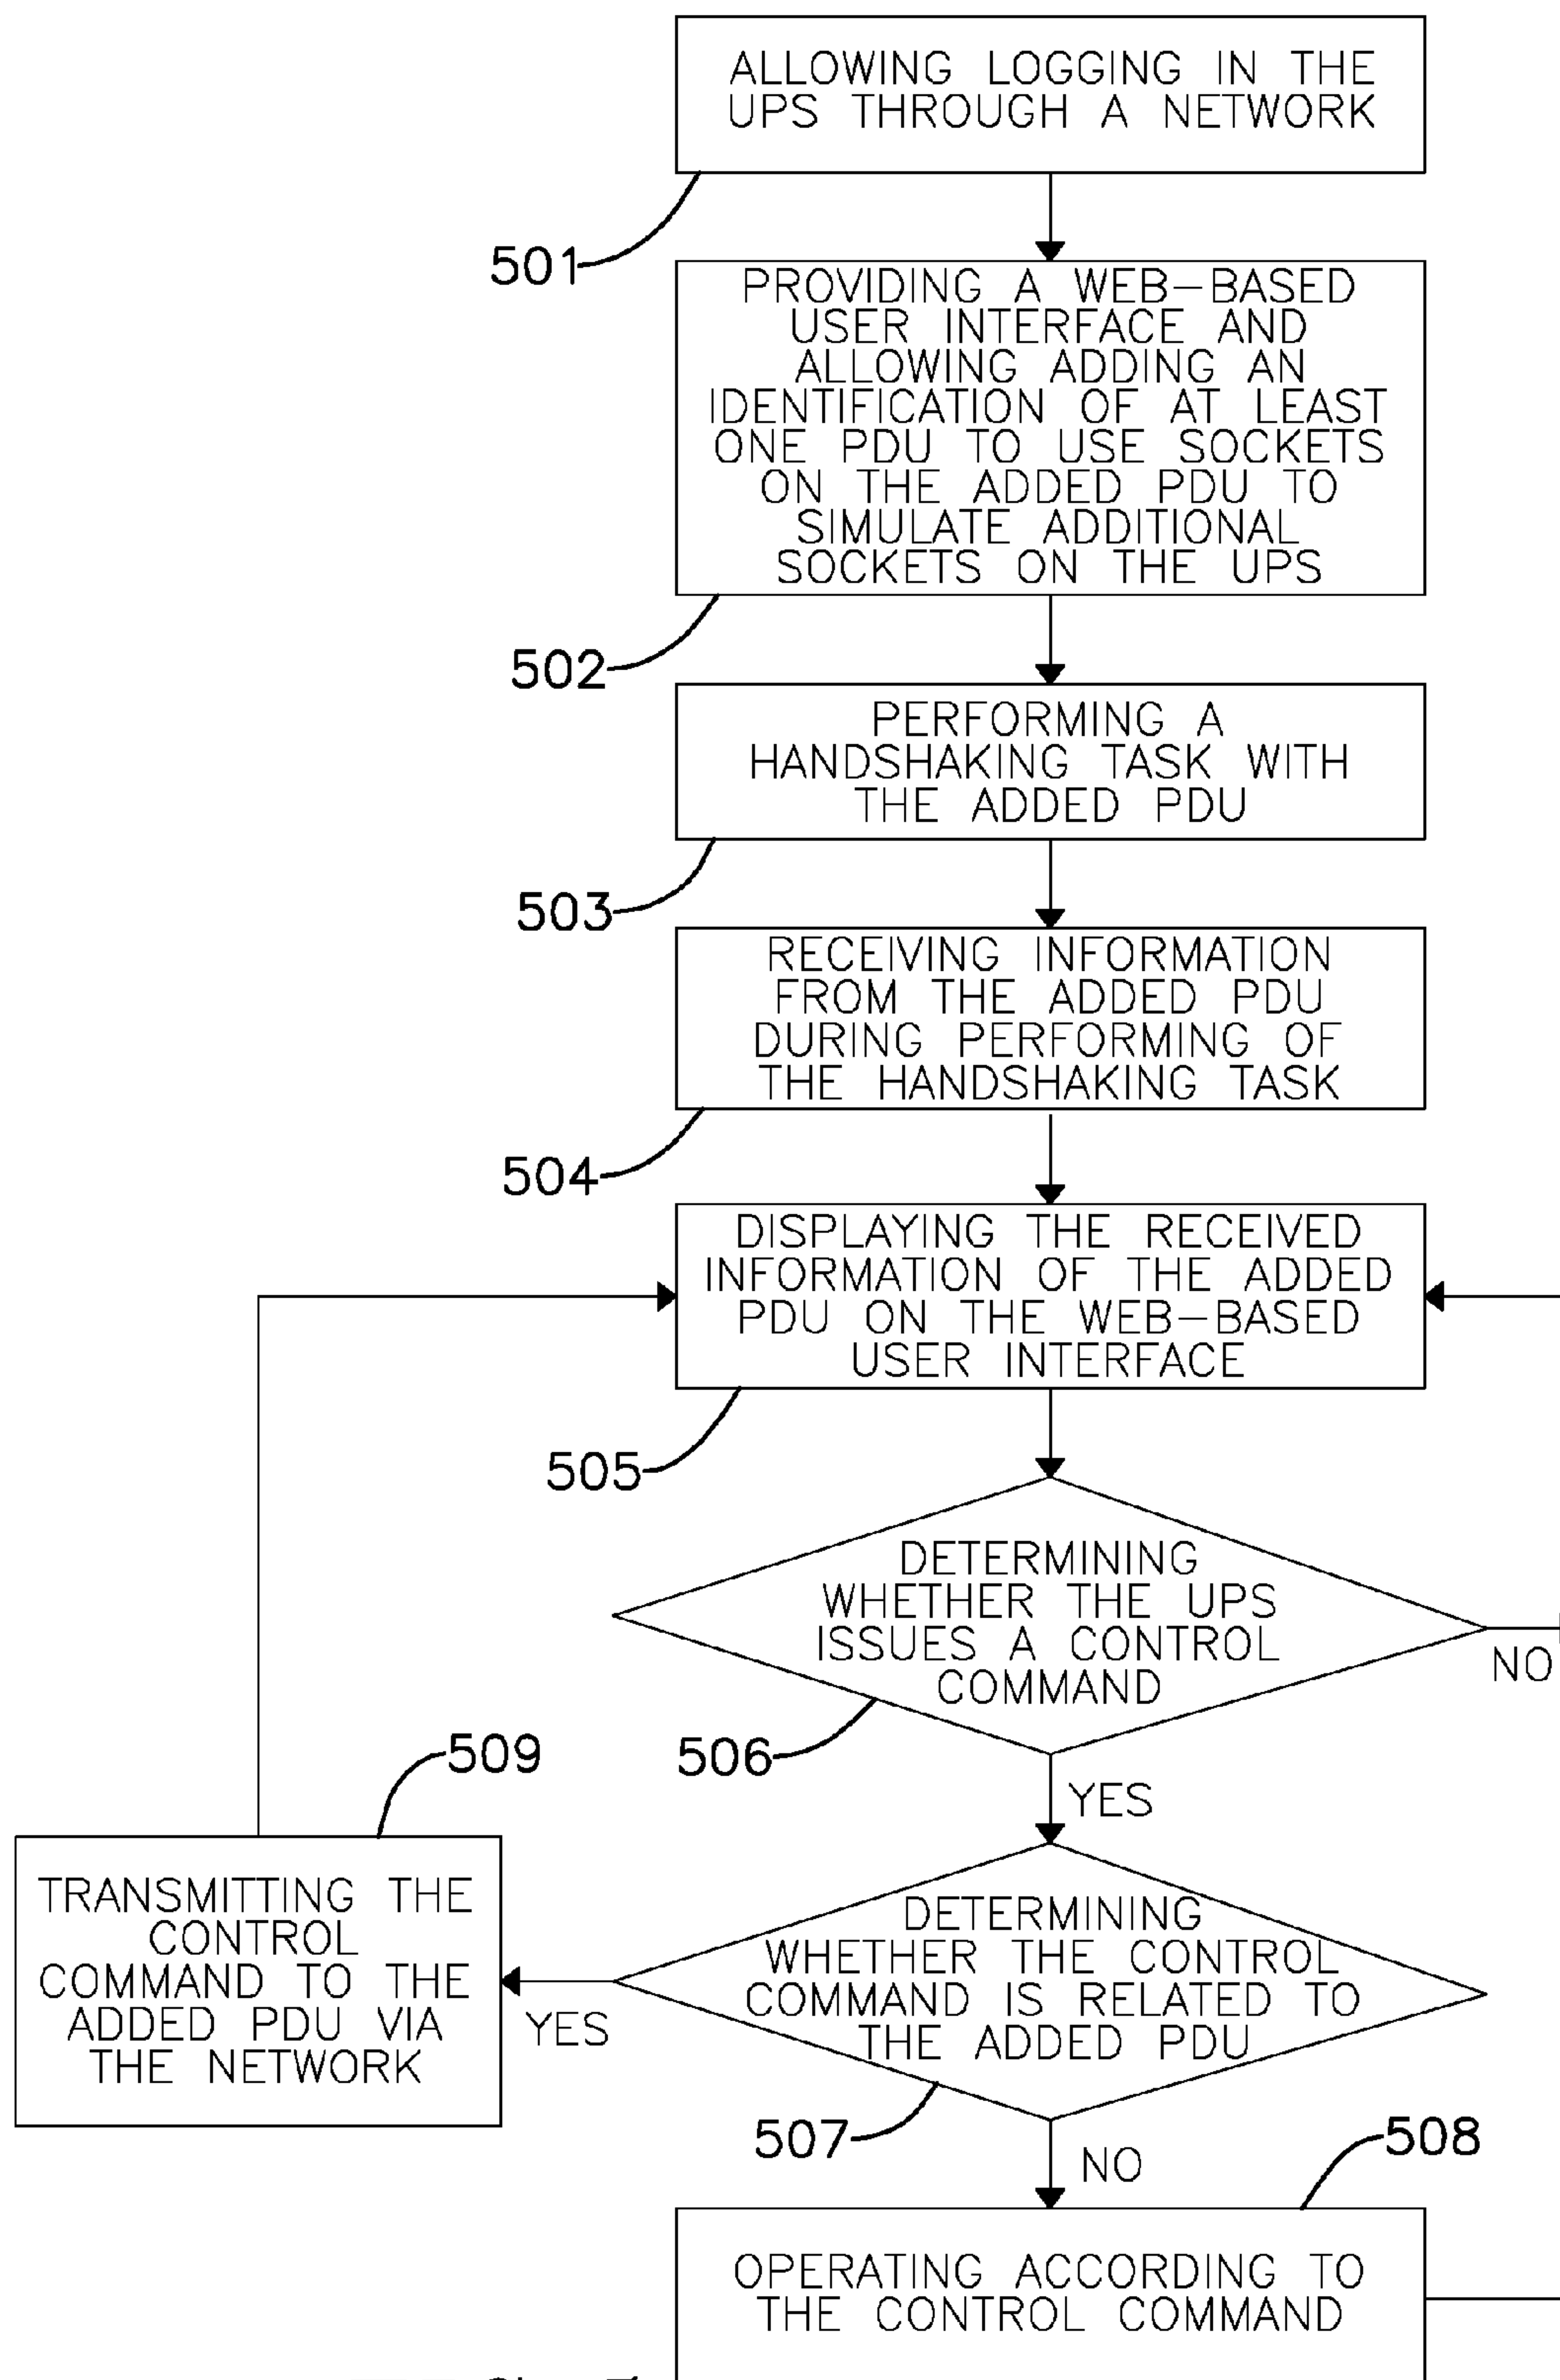 ALLOWING LOGGING IN THE
UPS THROUGH A NETWORK
501
PROVIDING A WEB-BASED
USER INTERFACE AND
ALLOWING ADDING AN
IDENTIFICATION OF AT LEAST
ONE PDU TO USE SOCKETS
ON THE ADDED PDU TO
SIMULATE ADDITIONAL
SOCKETS ON THE UPS
502
PERFORMING A
HANDSHAKING TASK WITH
THE ADDED PDU
503
RECEIVING INFORMATION
FROM THE ADDED PDU
DURING PERFORMING OF
THE HANDSHAKING TASK
504
DISPLAYING THE RECEIVED
INFORMATION OF THE ADDED
PDU ON THE WEB-BASED
USER INTERFACE
505
DETERMINING
WHETHER THE UPS
ISSUES A CONTROL
COMMAND
NO
506
YES
509
TRANSMITTING THE
CONTROL
COMMAND TO THE
ADDED PDU VIA
THE NETWORK
YES
DETERMINING
WHETHER THE CONTROL
COMMAND IS RELATED TO
THE ADDED PDU
507
NO
508
OPERATING ACCORDING TO
THE CONTROL COMMAND